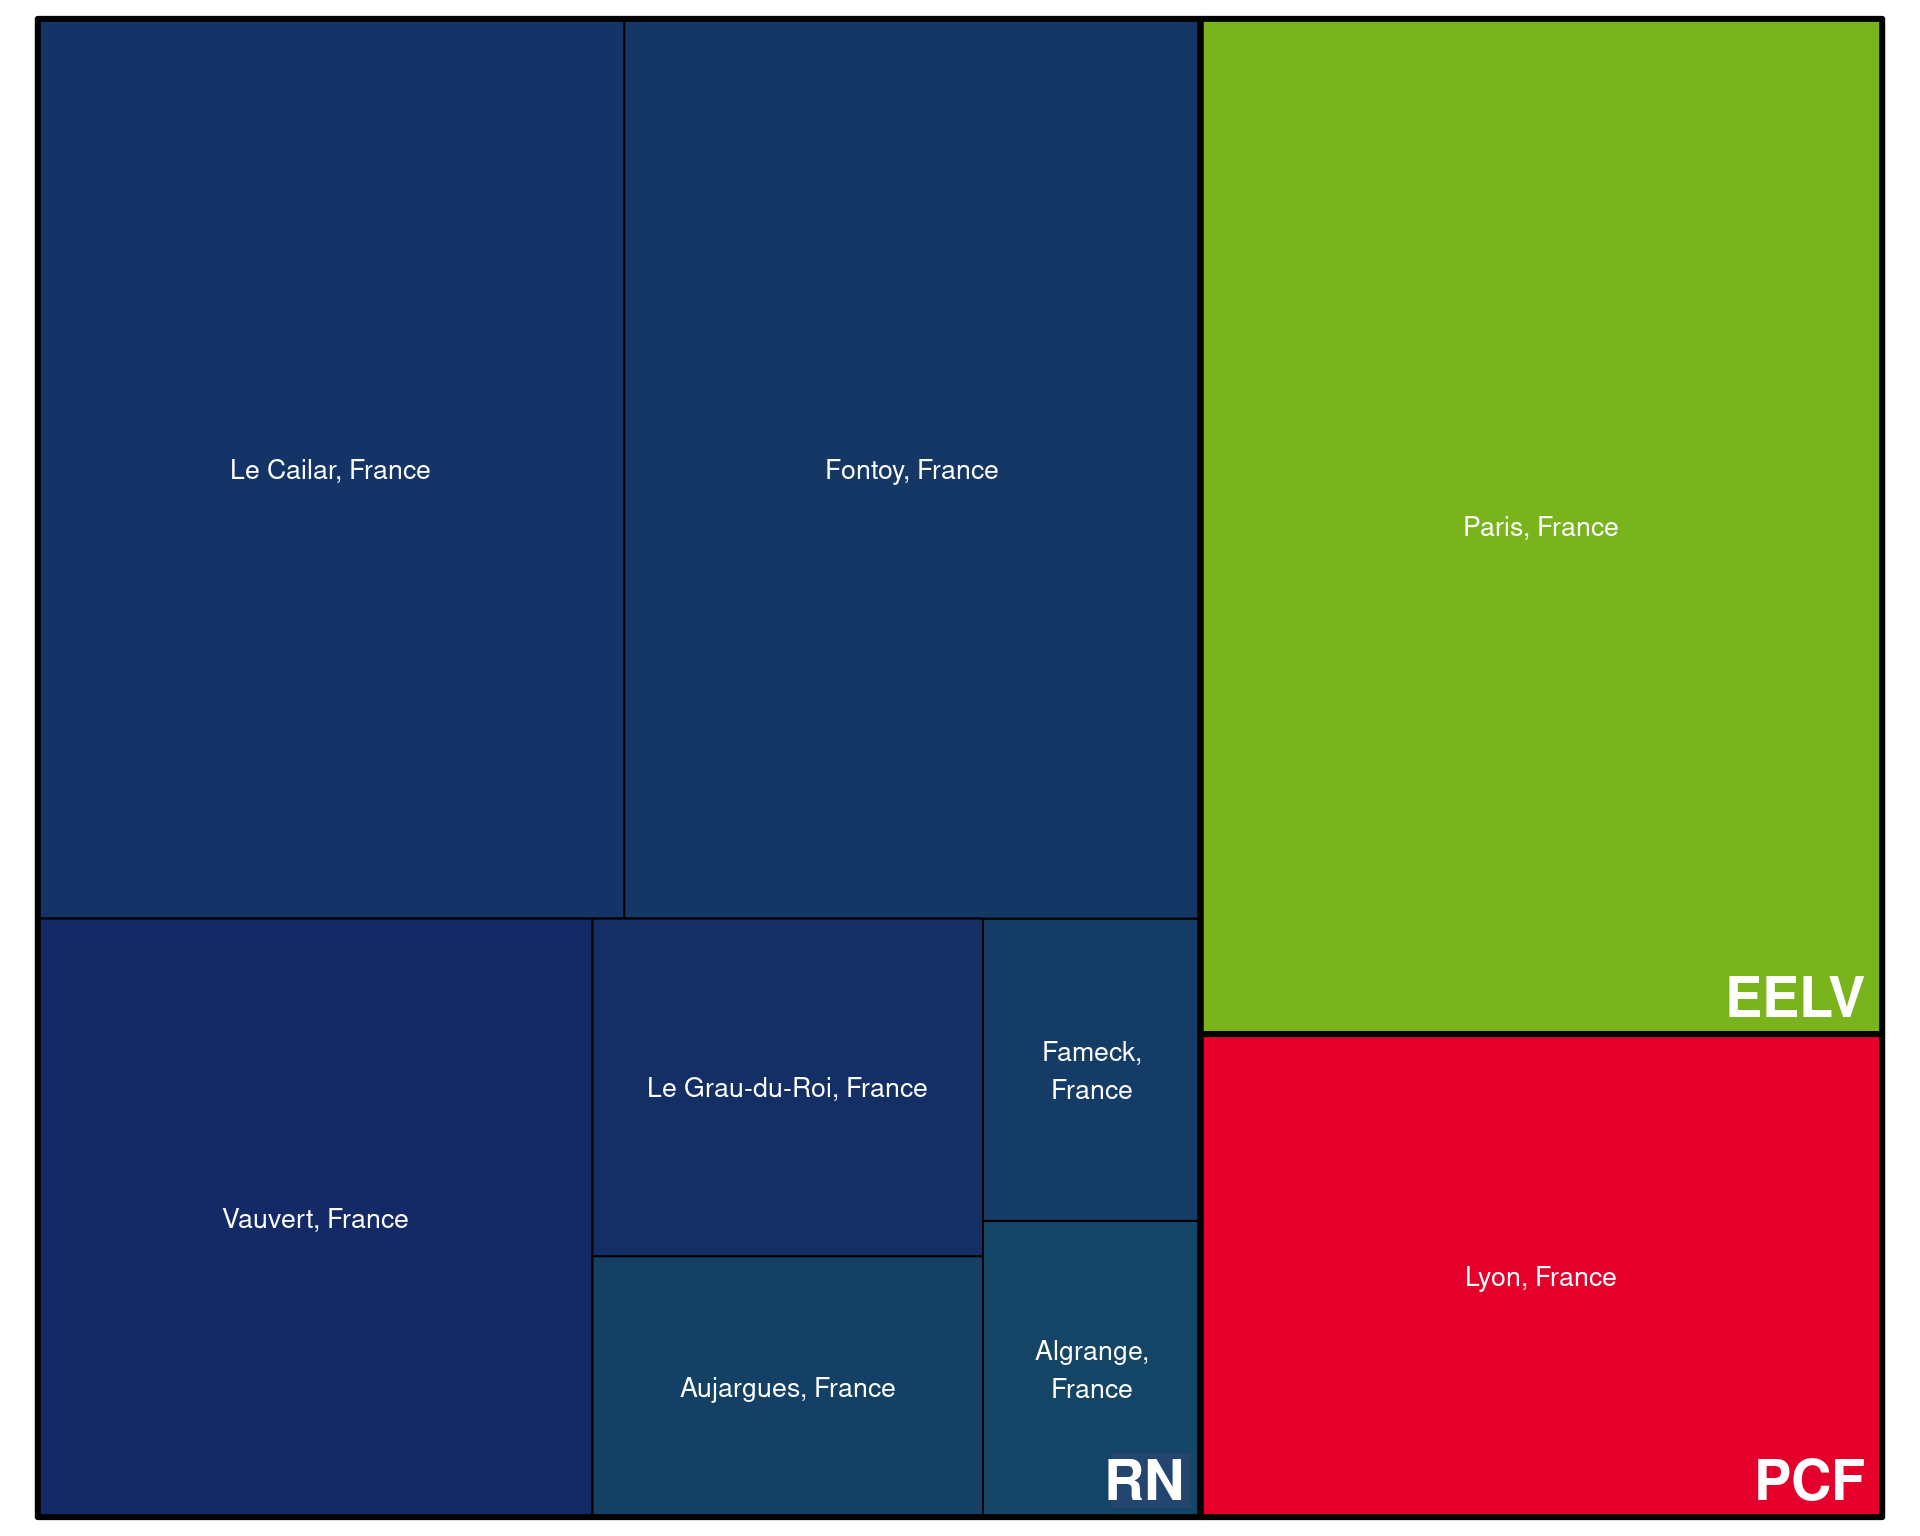 Le Cailar, France
Fontoy, France
Paris, France
EELV
Vauvert, France
Le Grau-du-Roi, France
Fameck,
France
Aujargues, France
Algrange,
France
RN
Lyon, France
PCF